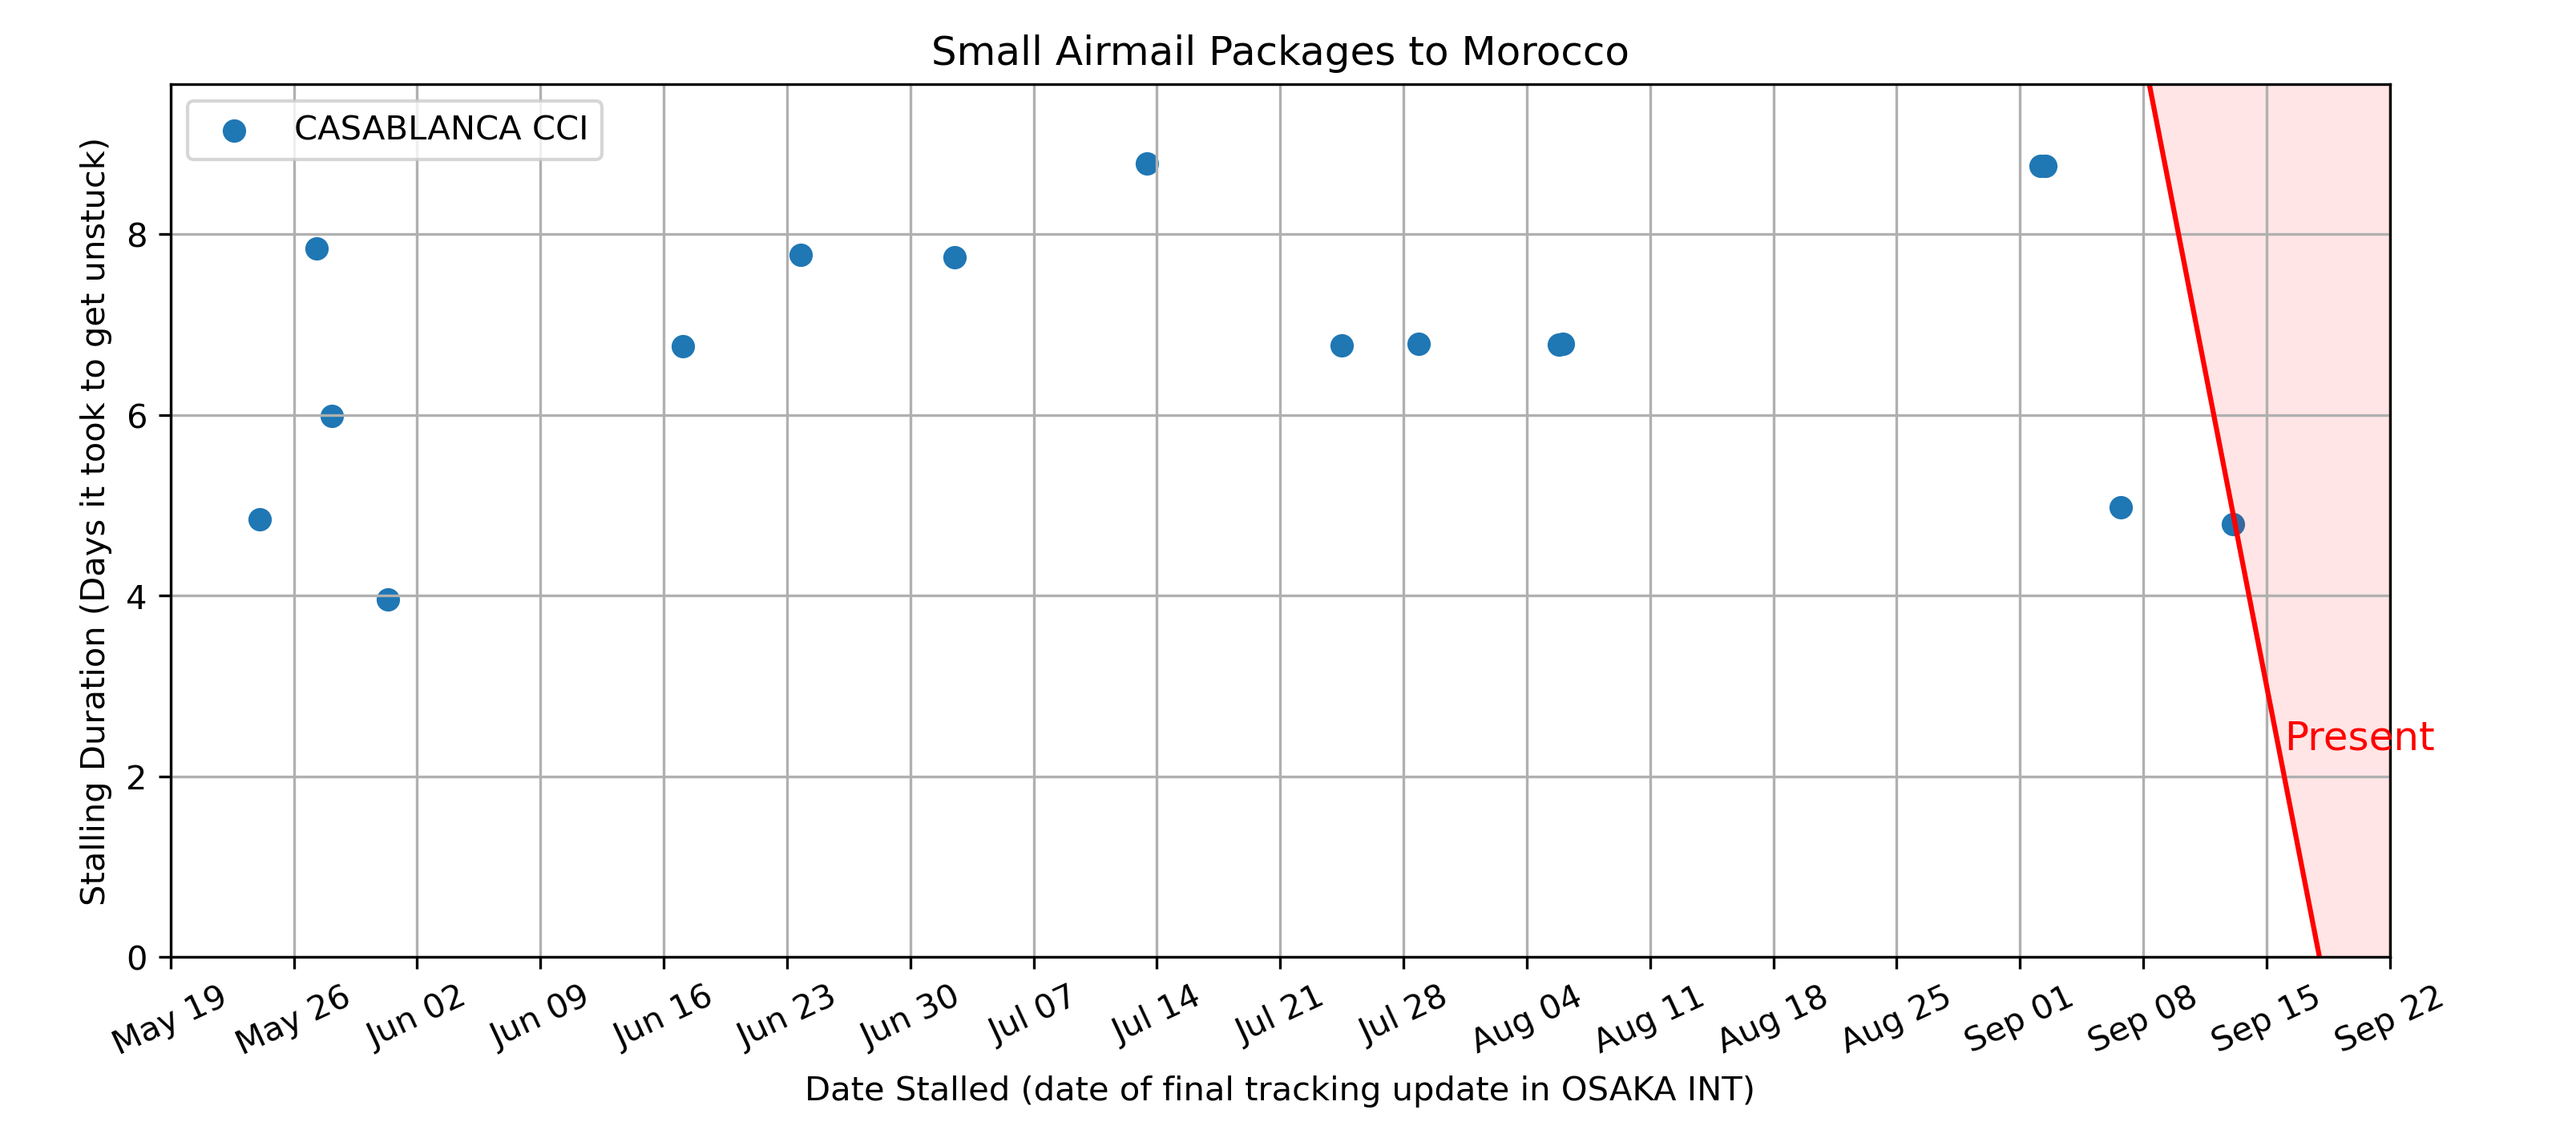 Small Airmail Packages to Morocco
CASABLANCA CCI
Stalling Duration (Days it took to get unstuck)
8
6
4
2
0
Present
May 19
May 26
Jun 02
Jun 09
Jun 16
Jun 23
Jun 30
Jul 07
Jul 14
Jul 21
Jul 28
Aug 04
Aug 11
Aug 18
Aug 25
Sep 01
Sep 08
Sep 15
Sep 22
Date Stalled (date of final tracking update in OSAKA INT)